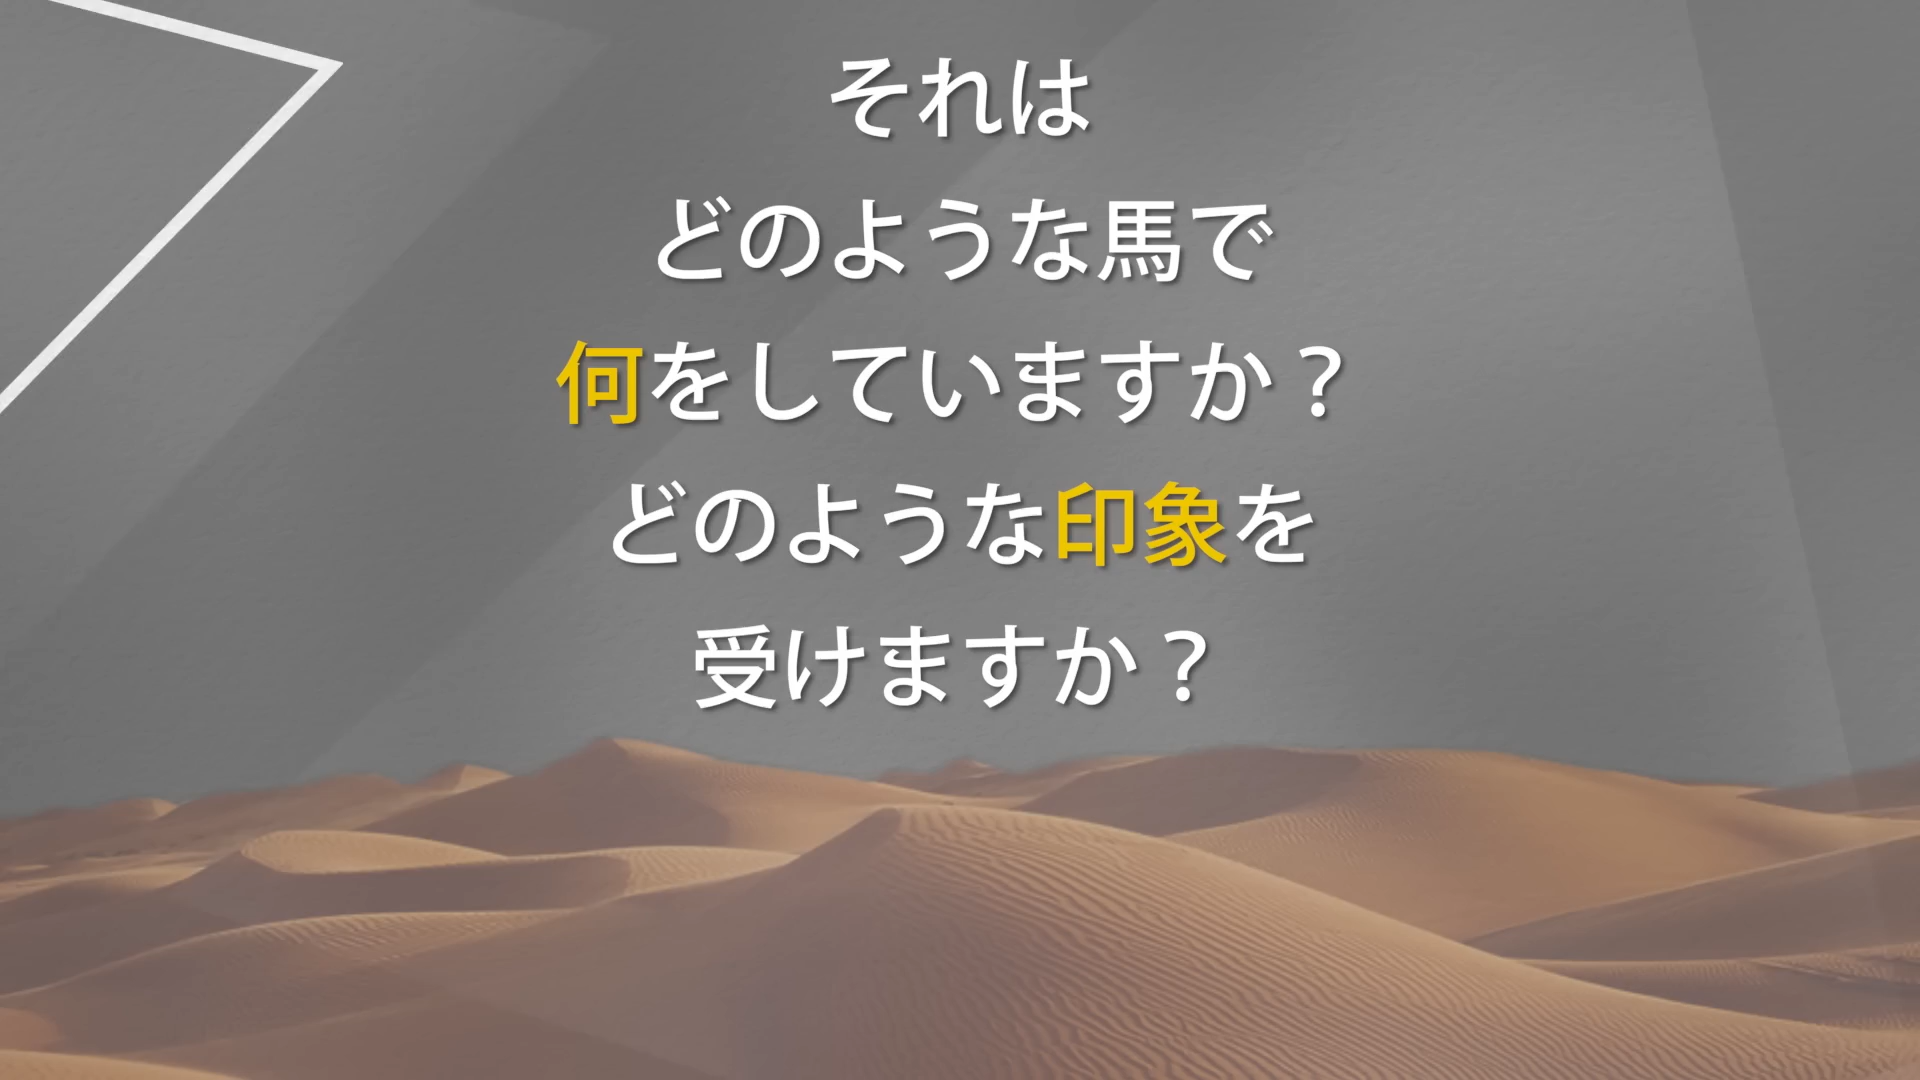 それは
どのような馬で
何をしていますか？
どのような印象を
受けますか？